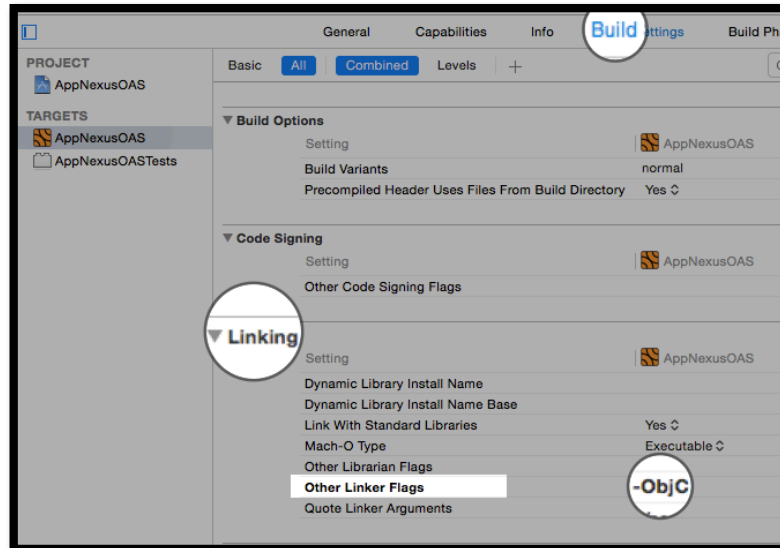 General Capabilities Info Build ettings Build Ph
PROJECT
AppNexusOAS
TARGETS
AppNexusOAS
AppNexusOASTests
Basic All Combined Levels +
Build Options
Setting AppNexusOAS
Build Variants normal
Precompiled Header Uses Files From Build Directory Yes
Code Signing
Setting AppNexusOAS
Other Code Signing Flags
Linking
Setting AppNexusOAS
Dynamic Library Install Name
Dynamic Library Install Name Base
Link With Standard Libraries Yes
Mach-O Type Executable
Other Librarian Flags
Other Linker Flags -ObjC
Quote Linker Arguments